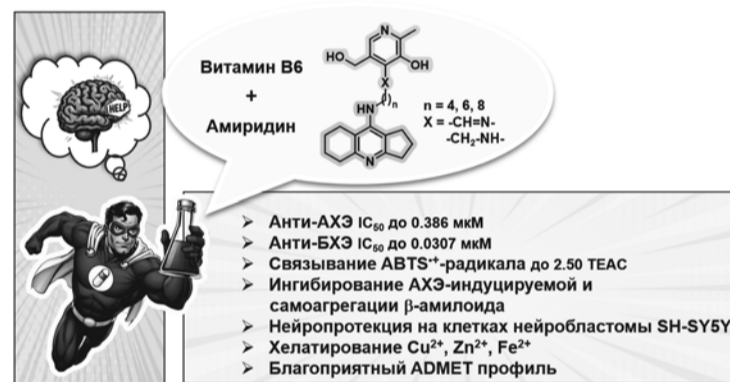 HELP!
Витамин В6
+
Амиридин
N
HO
OH
X
( )n
HN
N
n = 4, 6, 8
X = -CH=N-
-CH₂-NH-
➢ Анти-АХЭ IC₅₀ до 0.386 мкМ
➢ Анти-БХЭ IC₅₀ до 0.0307 мкМ
➢ Связывание ABTS•⁺-радикала до 2.50 TEAC
➢ Ингибирование АХЭ-индуцируемой и
самоагрегации β-амилоида
➢ Нейропротекция на клетках нейробластомы SH-SY5Y
➢ Хелатирование Cu²⁺, Zn²⁺, Fe²⁺
➢ Благоприятный ADMET профиль